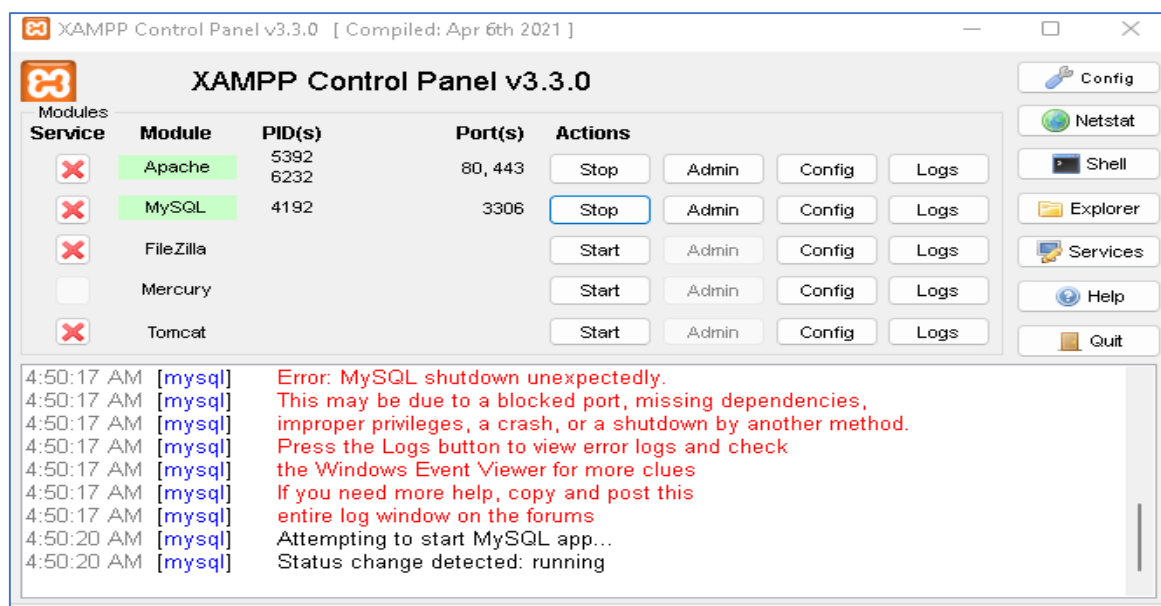 XAMPP Control Panel v3.3.0 [ Compiled: Apr 6th 2021 ]
XAMPP Control Panel v3.3.0
Config
Modules
Netstat
Service Module PID(s) Port(s) Actions
Apache 5392 6232 80, 443 Stop Admin Config Logs
Shell
MySQL 4192 3306 Stop Admin Config Logs
Explorer
FileZilla Start Admin Config Logs
Services
Mercury Start Admin Config Logs
Help
Tomcat Start Admin Config Logs
Quit
4:50:17 AM [mysql] Error: MySQL shutdown unexpectedly.
4:50:17 AM [mysql] This may be due to a blocked port, missing dependencies,
4:50:17 AM [mysql] improper privileges, a crash, or a shutdown by another method.
4:50:17 AM [mysql] Press the Logs button to view error logs and check
4:50:17 AM [mysql] the Windows Event Viewer for more clues
4:50:17 AM [mysql] If you need more help, copy and post this
4:50:17 AM [mysql] entire log window on the forums
4:50:20 AM [mysql] Attempting to start MySQL app...
4:50:20 AM [mysql] Status change detected: running